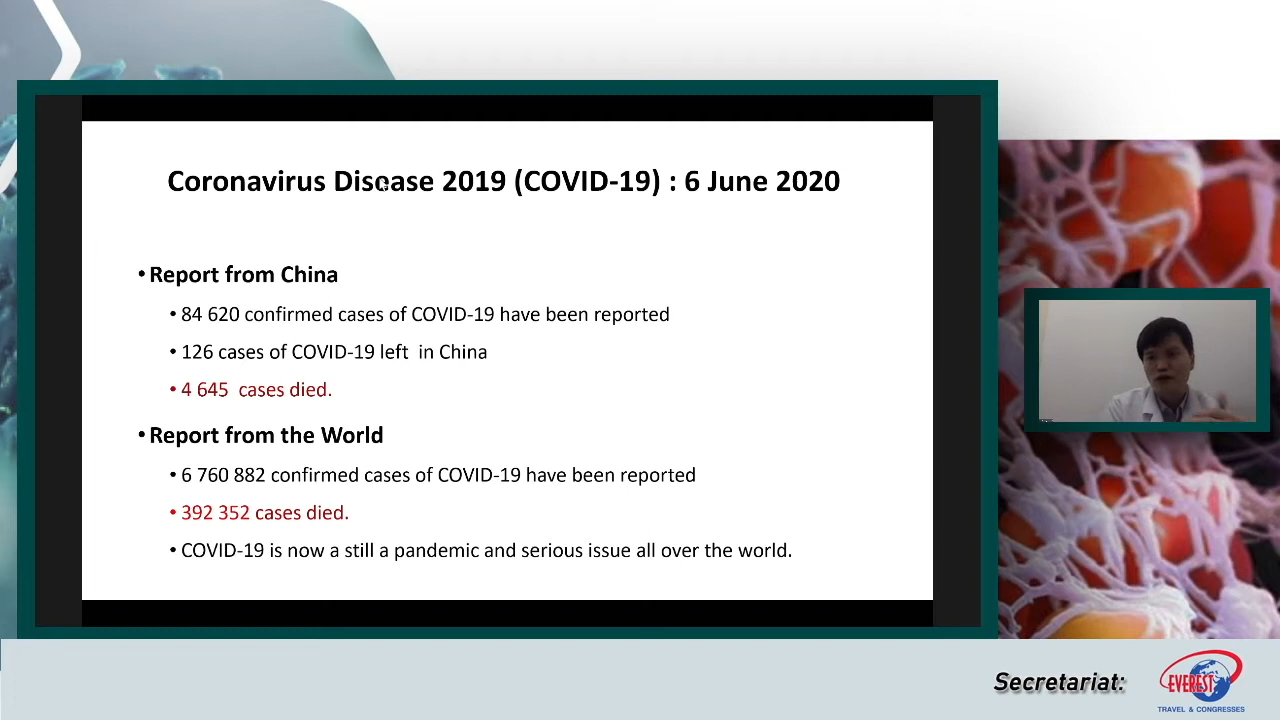 Coronavirus Disease 2019 (COVID-19) : 6 June 2020
• Report from China
• 84 620 confirmed cases of COVID-19 have been reported
• 126 cases of COVID-19 left in China
• 4 645 cases died.
• Report from the World
• 6 760 882 confirmed cases of COVID-19 have been reported
• 392 352 cases died.
• COVID-19 is now a still a pandemic and serious issue all over the world.
Secretariat:
EVEREST
TRAVEL & CONGRESSES